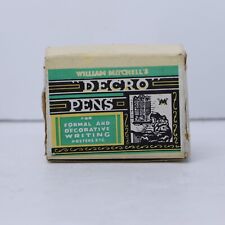 WILLIAM MITCHELL'S
DECRO
PENS
FOR
FORMAL AND
DECORATIVE
WRITING
POSTERS ETC